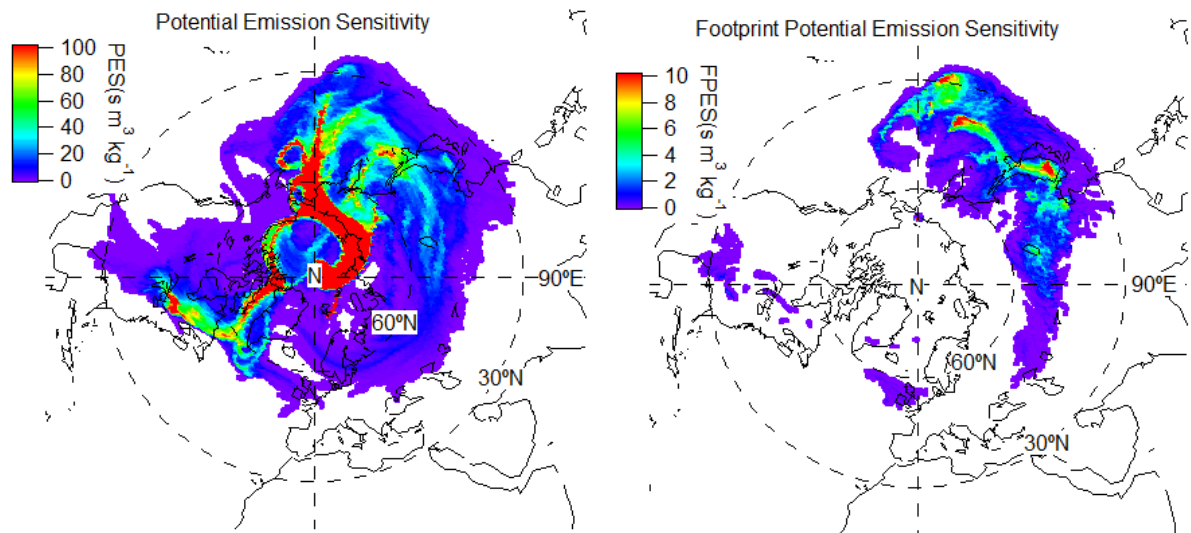 Potential Emission Sensitivity
100
80
60
40
20
0
PES(s m³ kg⁻¹)
N
60ºN
30ºN
90ºE
Footprint Potential Emission Sensitivity
10
8
6
4
2
0
FPES(s m³ kg⁻¹)
N
90ºE
60ºN
30ºN